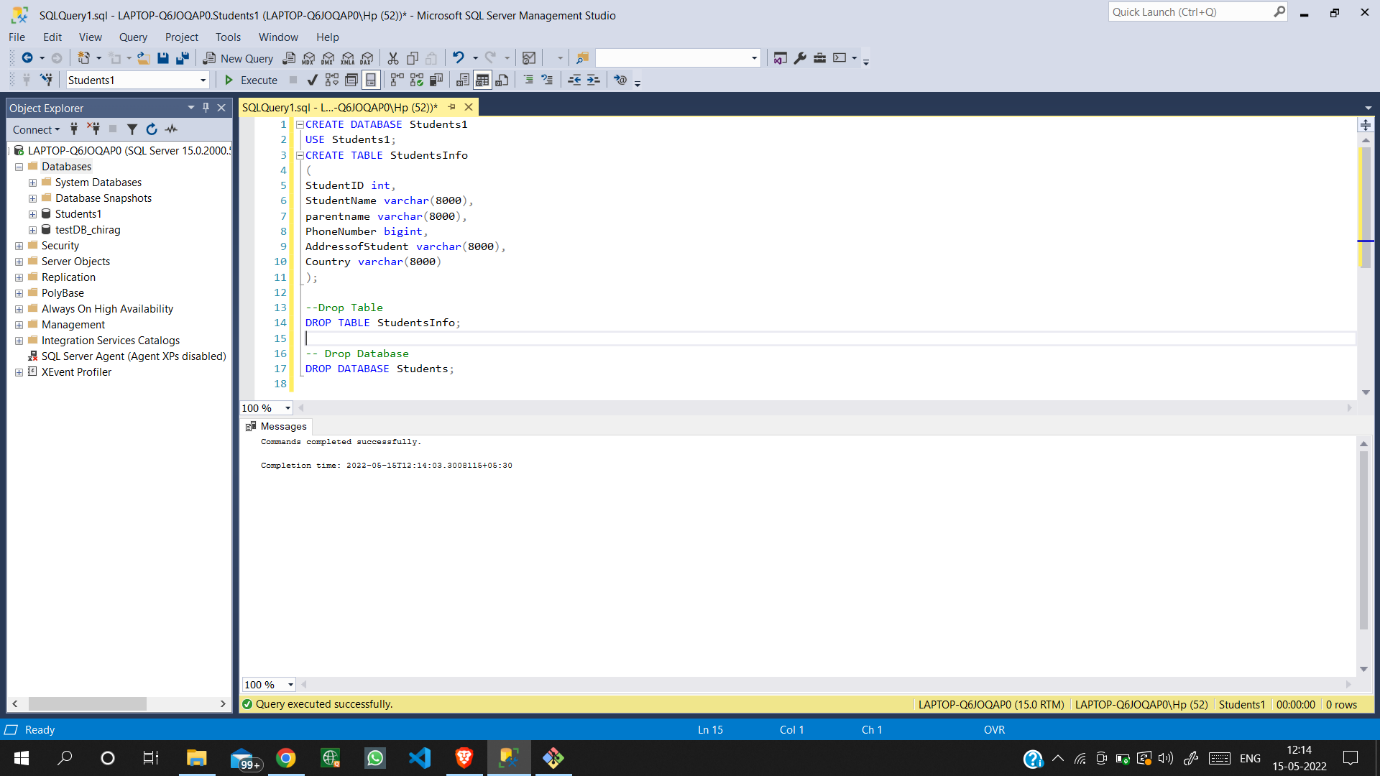 SQLQuery1.sql - LAPTOP-Q6JOQAP0.Students1 (LAPTOP-Q6JOQAP0\Hp (52))* - Microsoft SQL Server Management Studio
Quick Launch (Ctrl+Q)
File Edit View Query Project Tools Window Help
New Query
MDX DMX XMLA DAX
Students1
Execute
Object Explorer
Connect
LAPTOP-Q6JOQAP0 (SQL Server 15.0.2000.
Databases
System Databases
Database Snapshots
Students1
testDB_chirag
Security
Server Objects
Replication
PolyBase
Always On High Availability
Management
Integration Services Catalogs
SQL Server Agent (Agent XPs disabled)
XEvent Profiler
SQLQuery1.sql - L...-Q6JOQAP0\Hp (52))*
1 CREATE DATABASE Students1
2 USE Students1;
3 CREATE TABLE StudentsInfo
4 (
5 StudentID int,
6 StudentName varchar(8000),
7 parentname varchar(8000),
8 PhoneNumber bigint,
9 AddressofStudent varchar(8000),
10 Country varchar(8000)
11 );
12
13 --Drop Table
14 DROP TABLE StudentsInfo;
15
16 -- Drop Database
17 DROP DATABASE Students;
18
100 %
Messages
Commands completed successfully.
Completion time: 2022-05-15T12:14:03.3008115+05:30
100 %
Query executed successfully.
LAPTOP-Q6JOQAP0 (15.0 RTM) LAPTOP-Q6JOQAP0\Hp (52) Students1 00:00:00 0 rows
Ready
Ln 15 Col 1 Ch 1 OVR
99+
ENG
12:14
15-05-2022